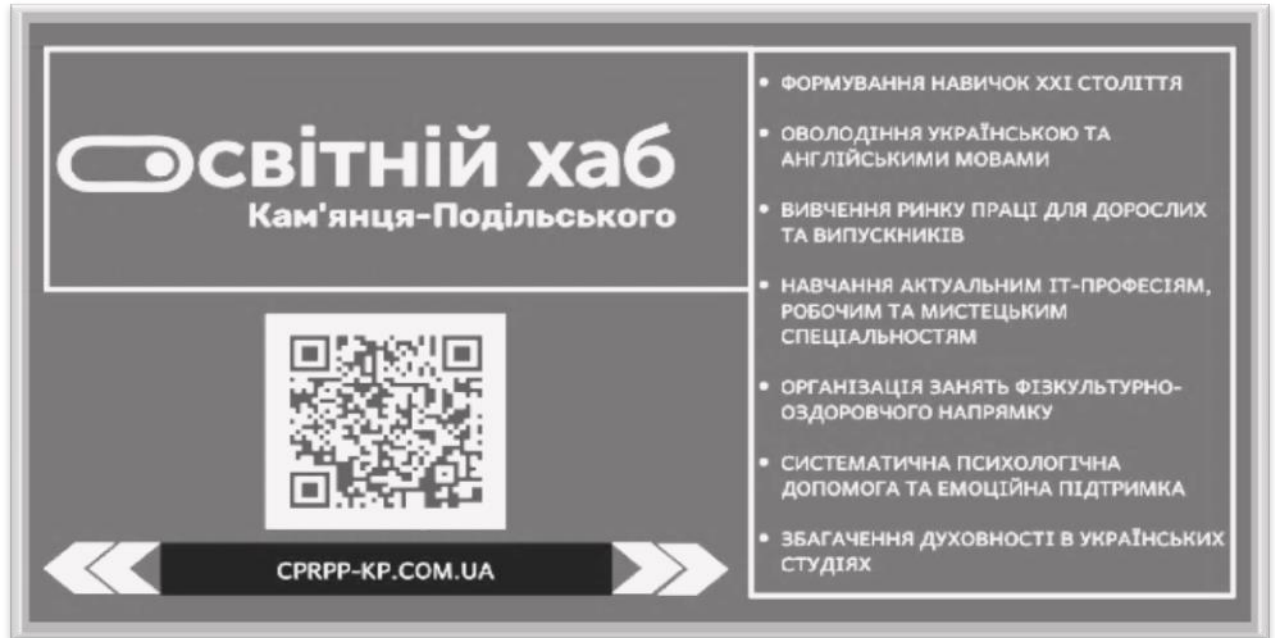 Освітній хаб
Кам'янця-Подільського
CPRPP-KP.COM.UA
• ФОРМУВАННЯ НАВИЧОК ХХІ СТОЛІТТЯ
• ОВОЛОДІННЯ УКРАЇНСЬКОЮ ТА
АНГЛІЙСЬКИМИ МОВАМИ
• ВИВЧЕННЯ РИНКУ ПРАЦІ ДЛЯ ДОРОСЛИХ
ТА ВИПУСКНИКІВ
• НАВЧАННЯ АКТУАЛЬНИМ ІТ-ПРОФЕСІЯМ,
РОБОЧИМ ТА МИСТЕЦЬКИМ
СПЕЦІАЛЬНОСТЯМ
• ОРГАНІЗАЦІЯ ЗАНЯТЬ ФІЗКУЛЬТУРНО-
ОЗДОРОВЧОГО НАПРЯМКУ
• СИСТЕМАТИЧНА ПСИХОЛОГІЧНА
ДОПОМОГА ТА ЕМОЦІЙНА ПІДТРИМКА
• ЗБАГАЧЕННЯ ДУХОВНОСТІ В УКРАЇНСЬКИХ
СТУДІЯХ